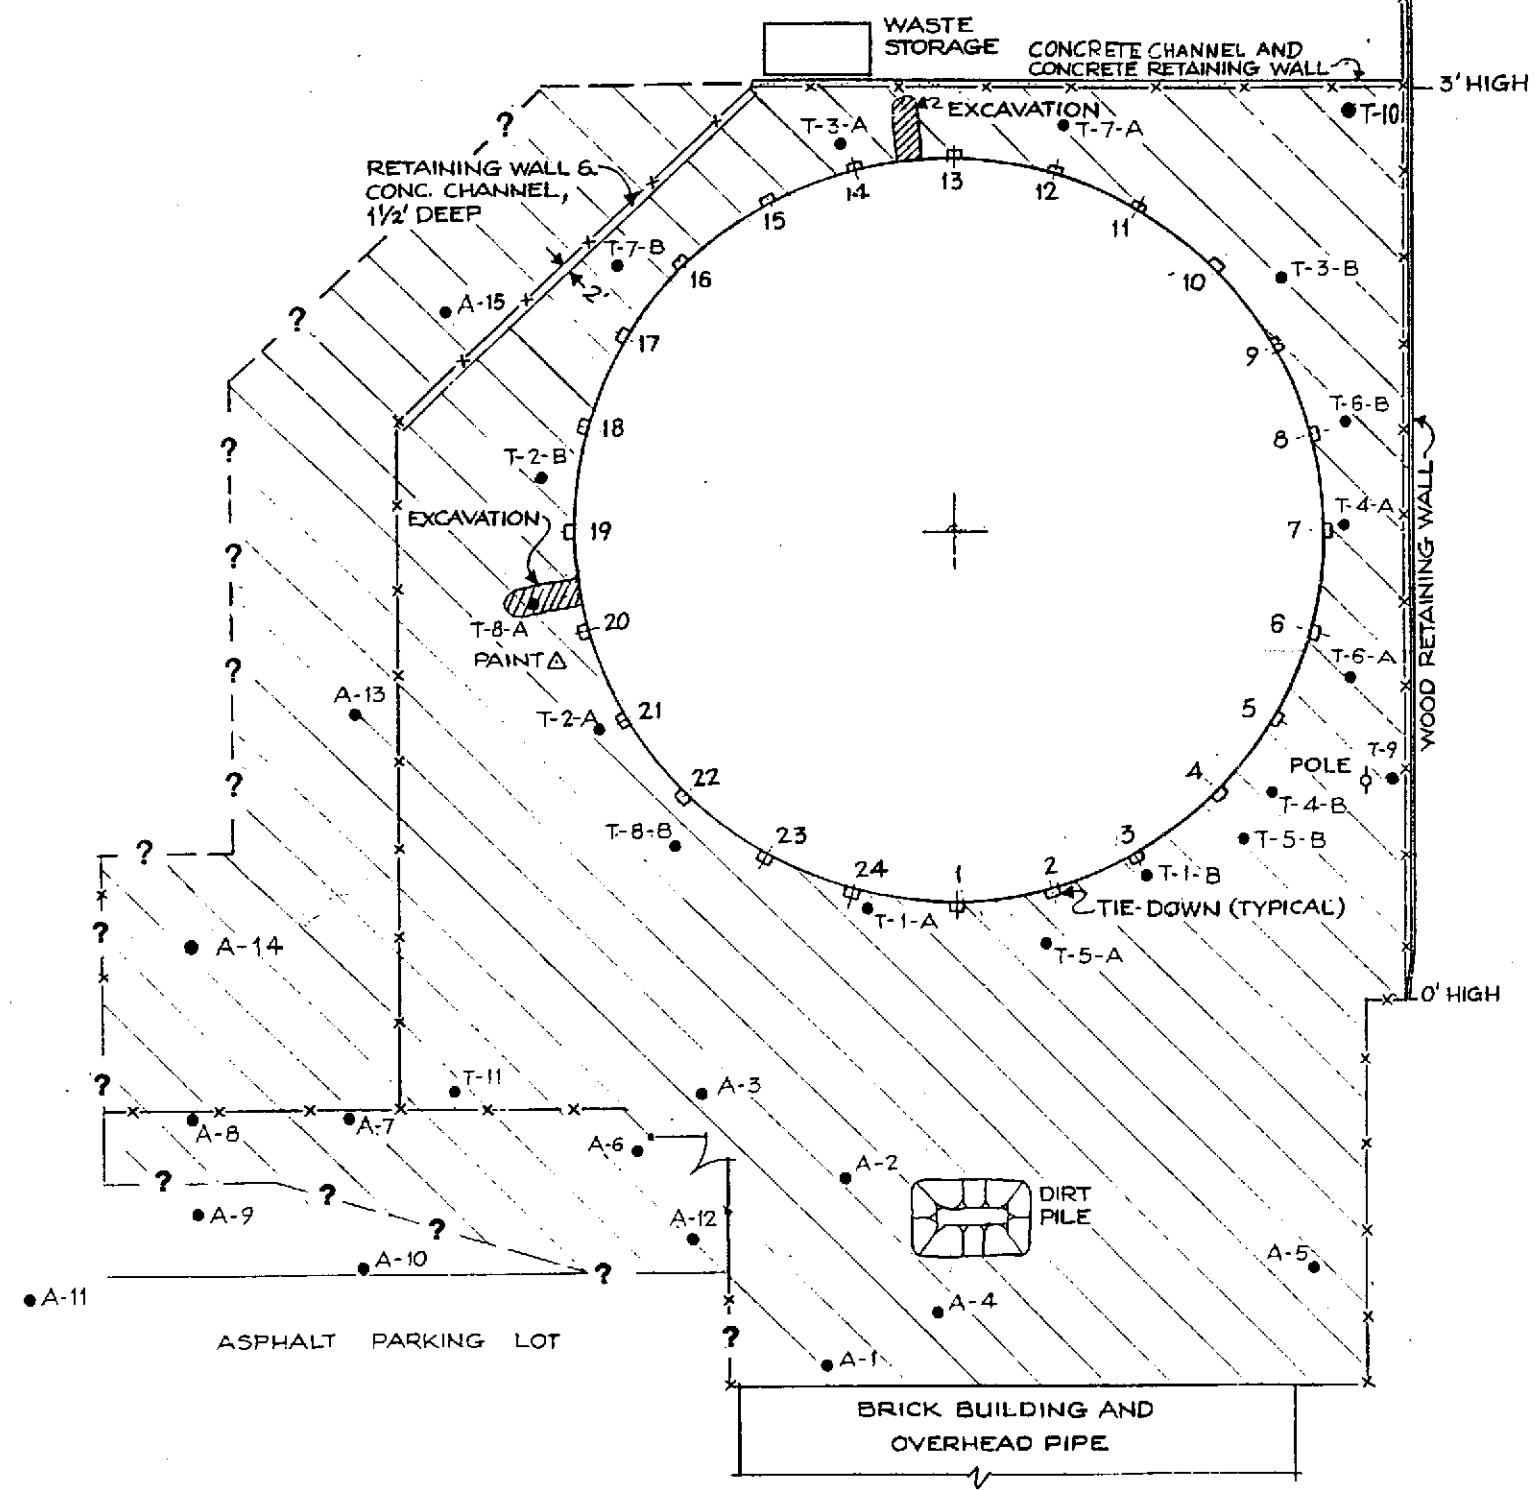 WASTE
STORAGE
CONCRETE CHANNEL AND
CONCRETE RETAINING WALL
3' HIGH
EXCAVATION
T-10
T-3-A
T-7-A
?
RETAINING WALL &
CONC. CHANNEL,
1½' DEEP
13
14
12
15
11
T-7-B
16
10
T-3-B
2'
A-15
?
17
9
T-6-B
18
8
?
T-2-B
EXCAVATION
19
7
T-4-A
WOOD RETAINING WALL
?
T-8-A
20
6
PAINT
T-6-A
?
A-13
T-2-A
21
5
T-9
POLE
?
22
4
T-4-B
T-8-B
23
3
T-5-B
?
24
1
2
T-1-B
T-1-A
TIE-DOWN (TYPICAL)
?
A-14
T-5-A
0' HIGH
?
T-11
A-3
A-8
A-7
A-6
A-2
DIRT
PILE
?
?
A-9
?
A-12
A-5
A-10
?
A-11
A-4
ASPHALT PARKING LOT
?
A-1
BRICK BUILDING AND
OVERHEAD PIPE